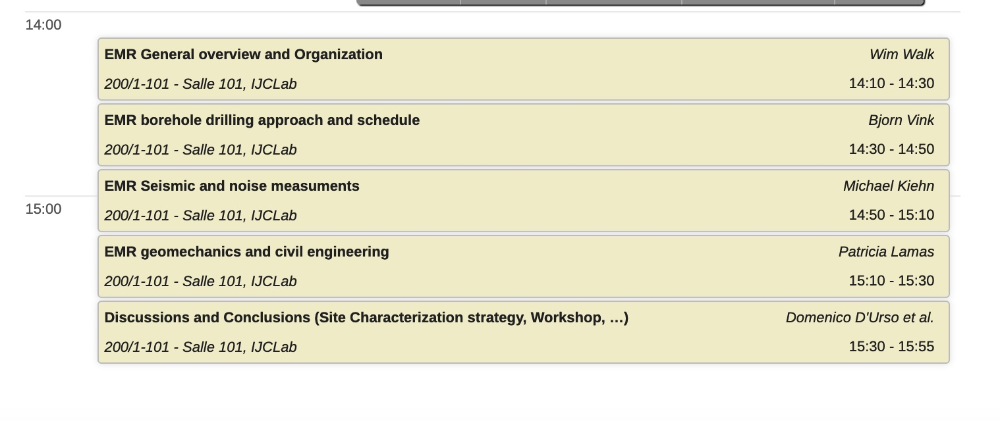 14:00
EMR General overview and Organization Wim Walk
200/1-101 - Salle 101, IJCLab 14:10 - 14:30
EMR borehole drilling approach and schedule Bjorn Vink
200/1-101 - Salle 101, IJCLab 14:30 - 14:50
EMR Seismic and noise measuments Michael Kiehn
15:00
200/1-101 - Salle 101, IJCLab 14:50 - 15:10
EMR geomechanics and civil engineering Patricia Lamas
200/1-101 - Salle 101, IJCLab 15:10 - 15:30
Discussions and Conclusions (Site Characterization strategy, Workshop, …) Domenico D'Urso et al.
200/1-101 - Salle 101, IJCLab 15:30 - 15:55